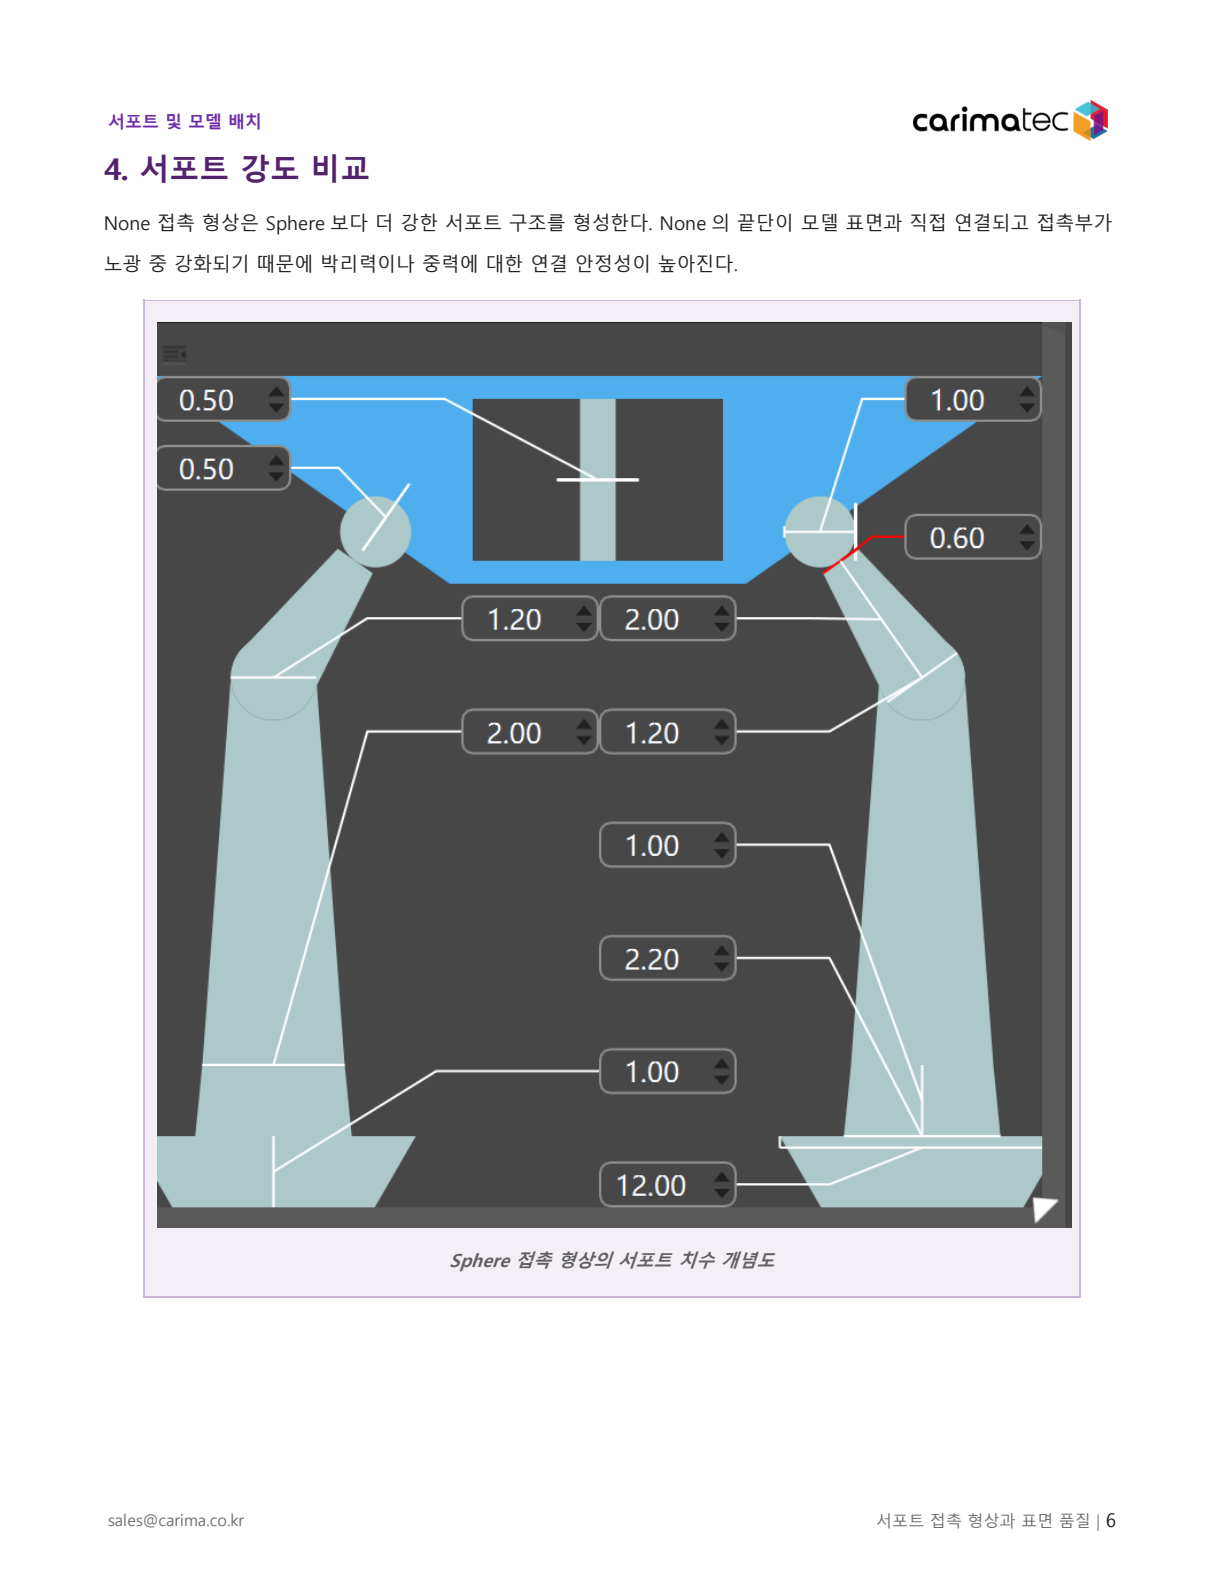 서포트 및 모델 배치
carimatec
4. 서포트 강도 비교
None 접촉 형상은 Sphere 보다 더 강한 서포트 구조를 형성한다. None 의 끝단이 모델 표면과 직접 연결되고 접촉부가
노광 중 강화되기 때문에 박리력이나 중력에 대한 연결 안정성이 높아진다.
0.50
1.00
0.50
0.60
1.20
2.00
2.00
1.20
1.00
2.20
1.00
12.00
Sphere 접촉 형상의 서포트 치수 개념도
sales@carima.co.kr
서포트 접촉 형상과 표면 품질 | 6